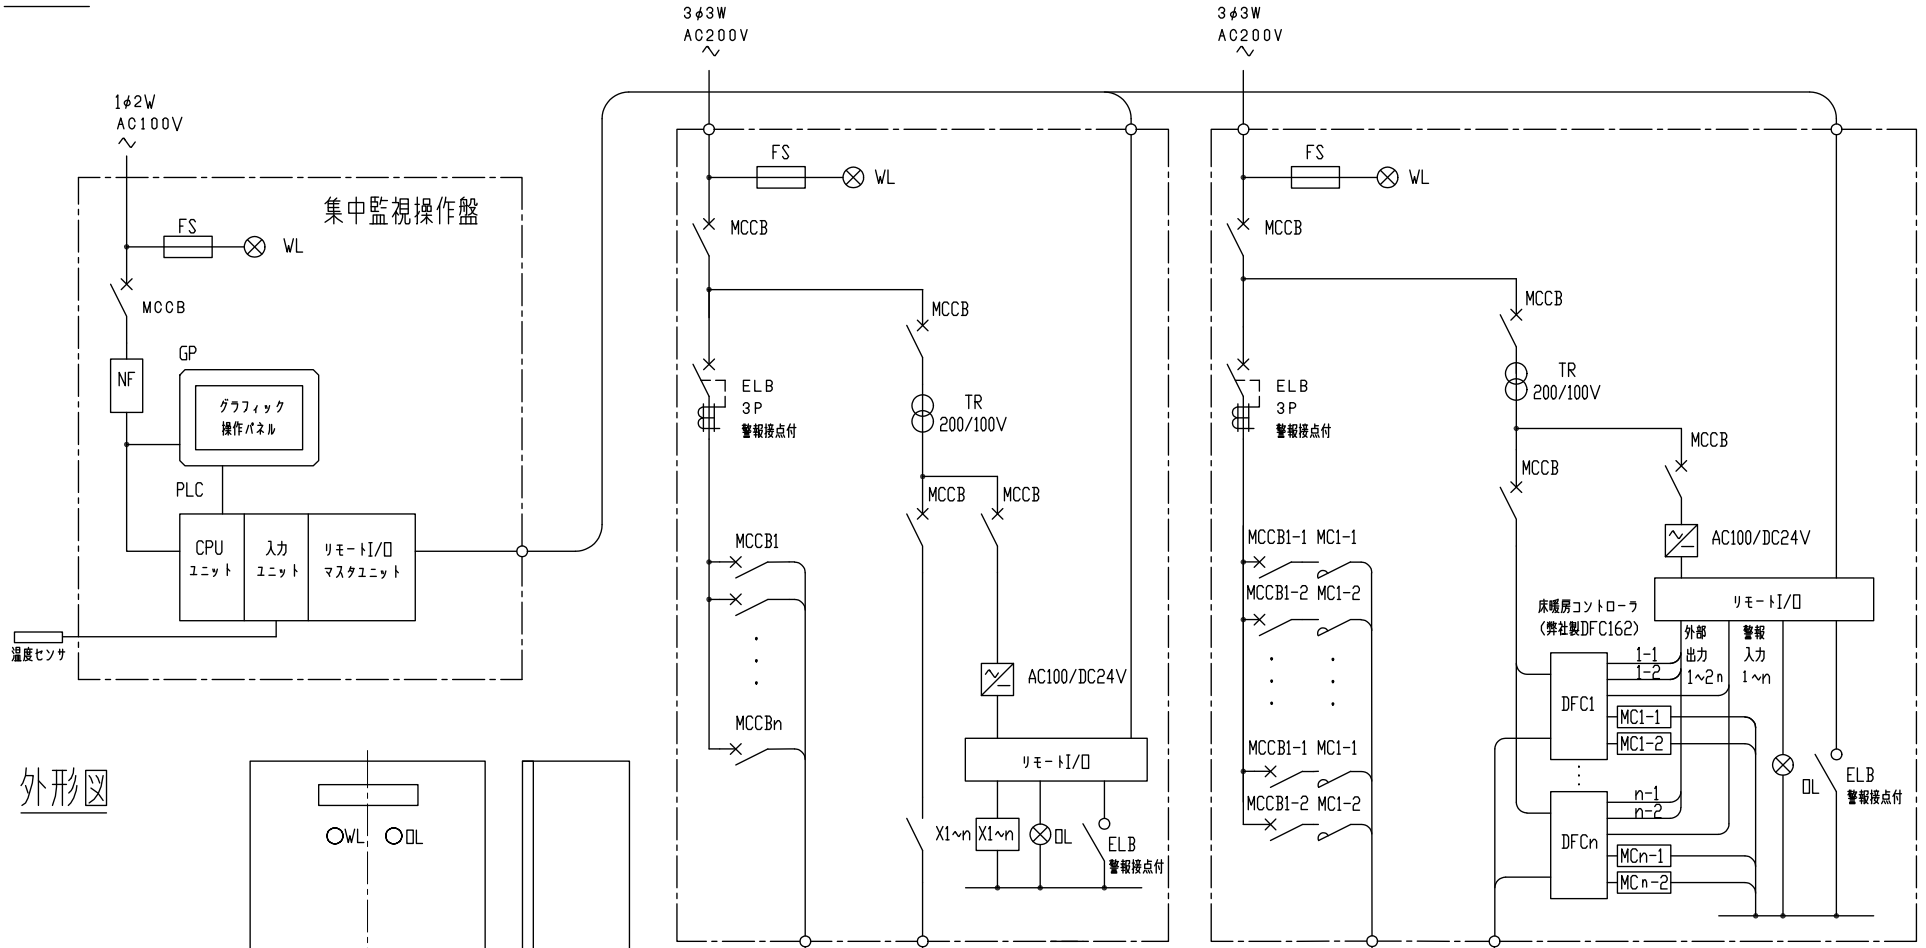 1φ2W
AC100V
集中監視操作盤
FS
WL
MCCB
NF
GP
グラフィック
操作パネル
PLC
CPU
ユニット
入力
ユニット
リモートI/O
マスタユニット
温度センサ
外形図
WL
OL
3φ3W
AC200V
FS
WL
MCCB
MCCB
ELB
3P
警報接点付
TR
200/100V
MCCB
MCCB
MCCB1
MCCBn
AC100/DC24V
リモートI/O
X1~n
X1~n
OL
ELB
警報接点付
3φ3W
AC200V
FS
WL
MCCB
MCCB
TR
200/100V
ELB
3P
警報接点付
MCCB
MCCB
AC100/DC24V
MCCB1-1 MC1-1
MCCB1-2 MC1-2
MCCB1-1 MC1-1
MCCB1-2 MC1-2
リモートI/O
床暖房コントローラ
(弊社製DFC162)
外部
出力
1~2n
警報
入力
1~n
1-1
1-2
DFC1
MC1-1
MC1-2
n-1
n-2
DFCn
MCn-1
MCn-2
OL
ELB
警報接点付